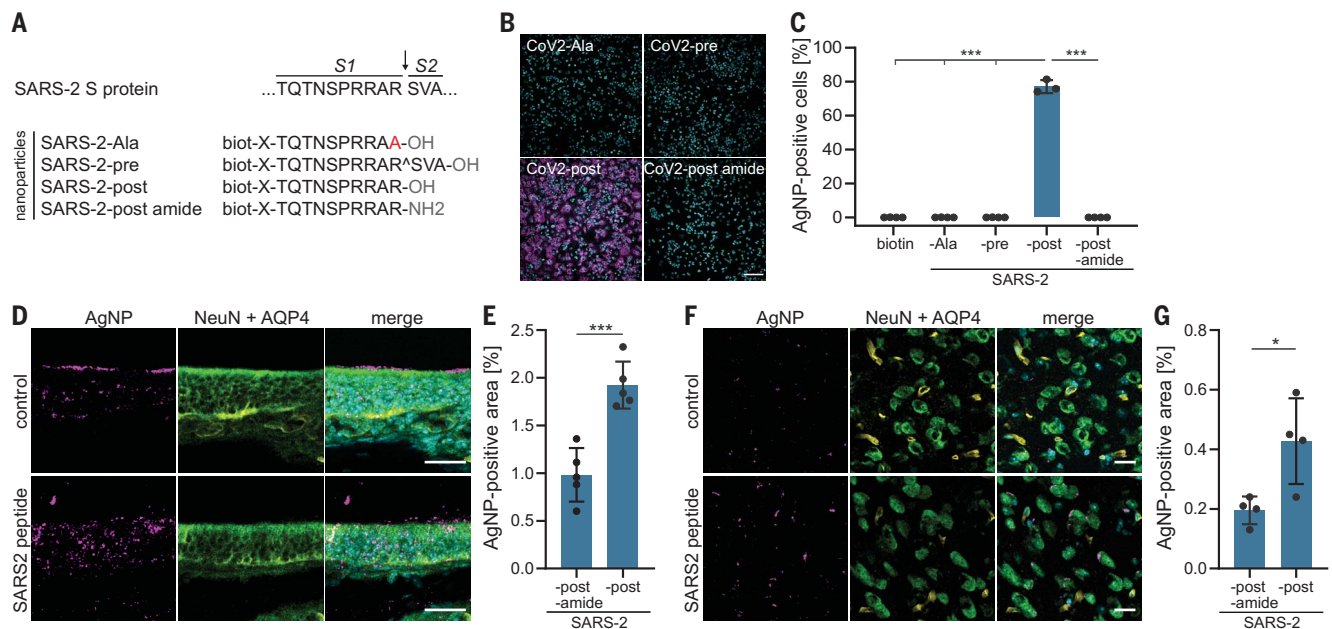 A
SARS-2 S protein
S1 S2
...TQTNSPRRAR SVA...
nanoparticles
SARS-2-Ala biot-X-TQTNSPRRAA-OH
SARS-2-pre biot-X-TQTNSPRRAR^SVA-OH
SARS-2-post biot-X-TQTNSPRRAR-OH
SARS-2-post amide biot-X-TQTNSPRRAR-NH2
B
CoV2-Ala CoV2-pre
CoV2-post CoV2-post amide
C
AgNP-positive cells [%]
100
80
60
40
20
0
*** ***
biotin -Ala -pre -post -post
-amide
SARS-2
D
AgNP NeuN + AQP4 merge
control
SARS2 peptide
E
AgNP-positive area [%]
2.5
2.0
1.5
1.0
0.5
0.0
***
-post -post
-amide
SARS-2
F
AgNP NeuN + AQP4 merge
control
SARS2 peptide
G
AgNP-positive area [%]
0.8
0.6
0.4
0.2
0.0
*
-post -post
-amide
SARS-2